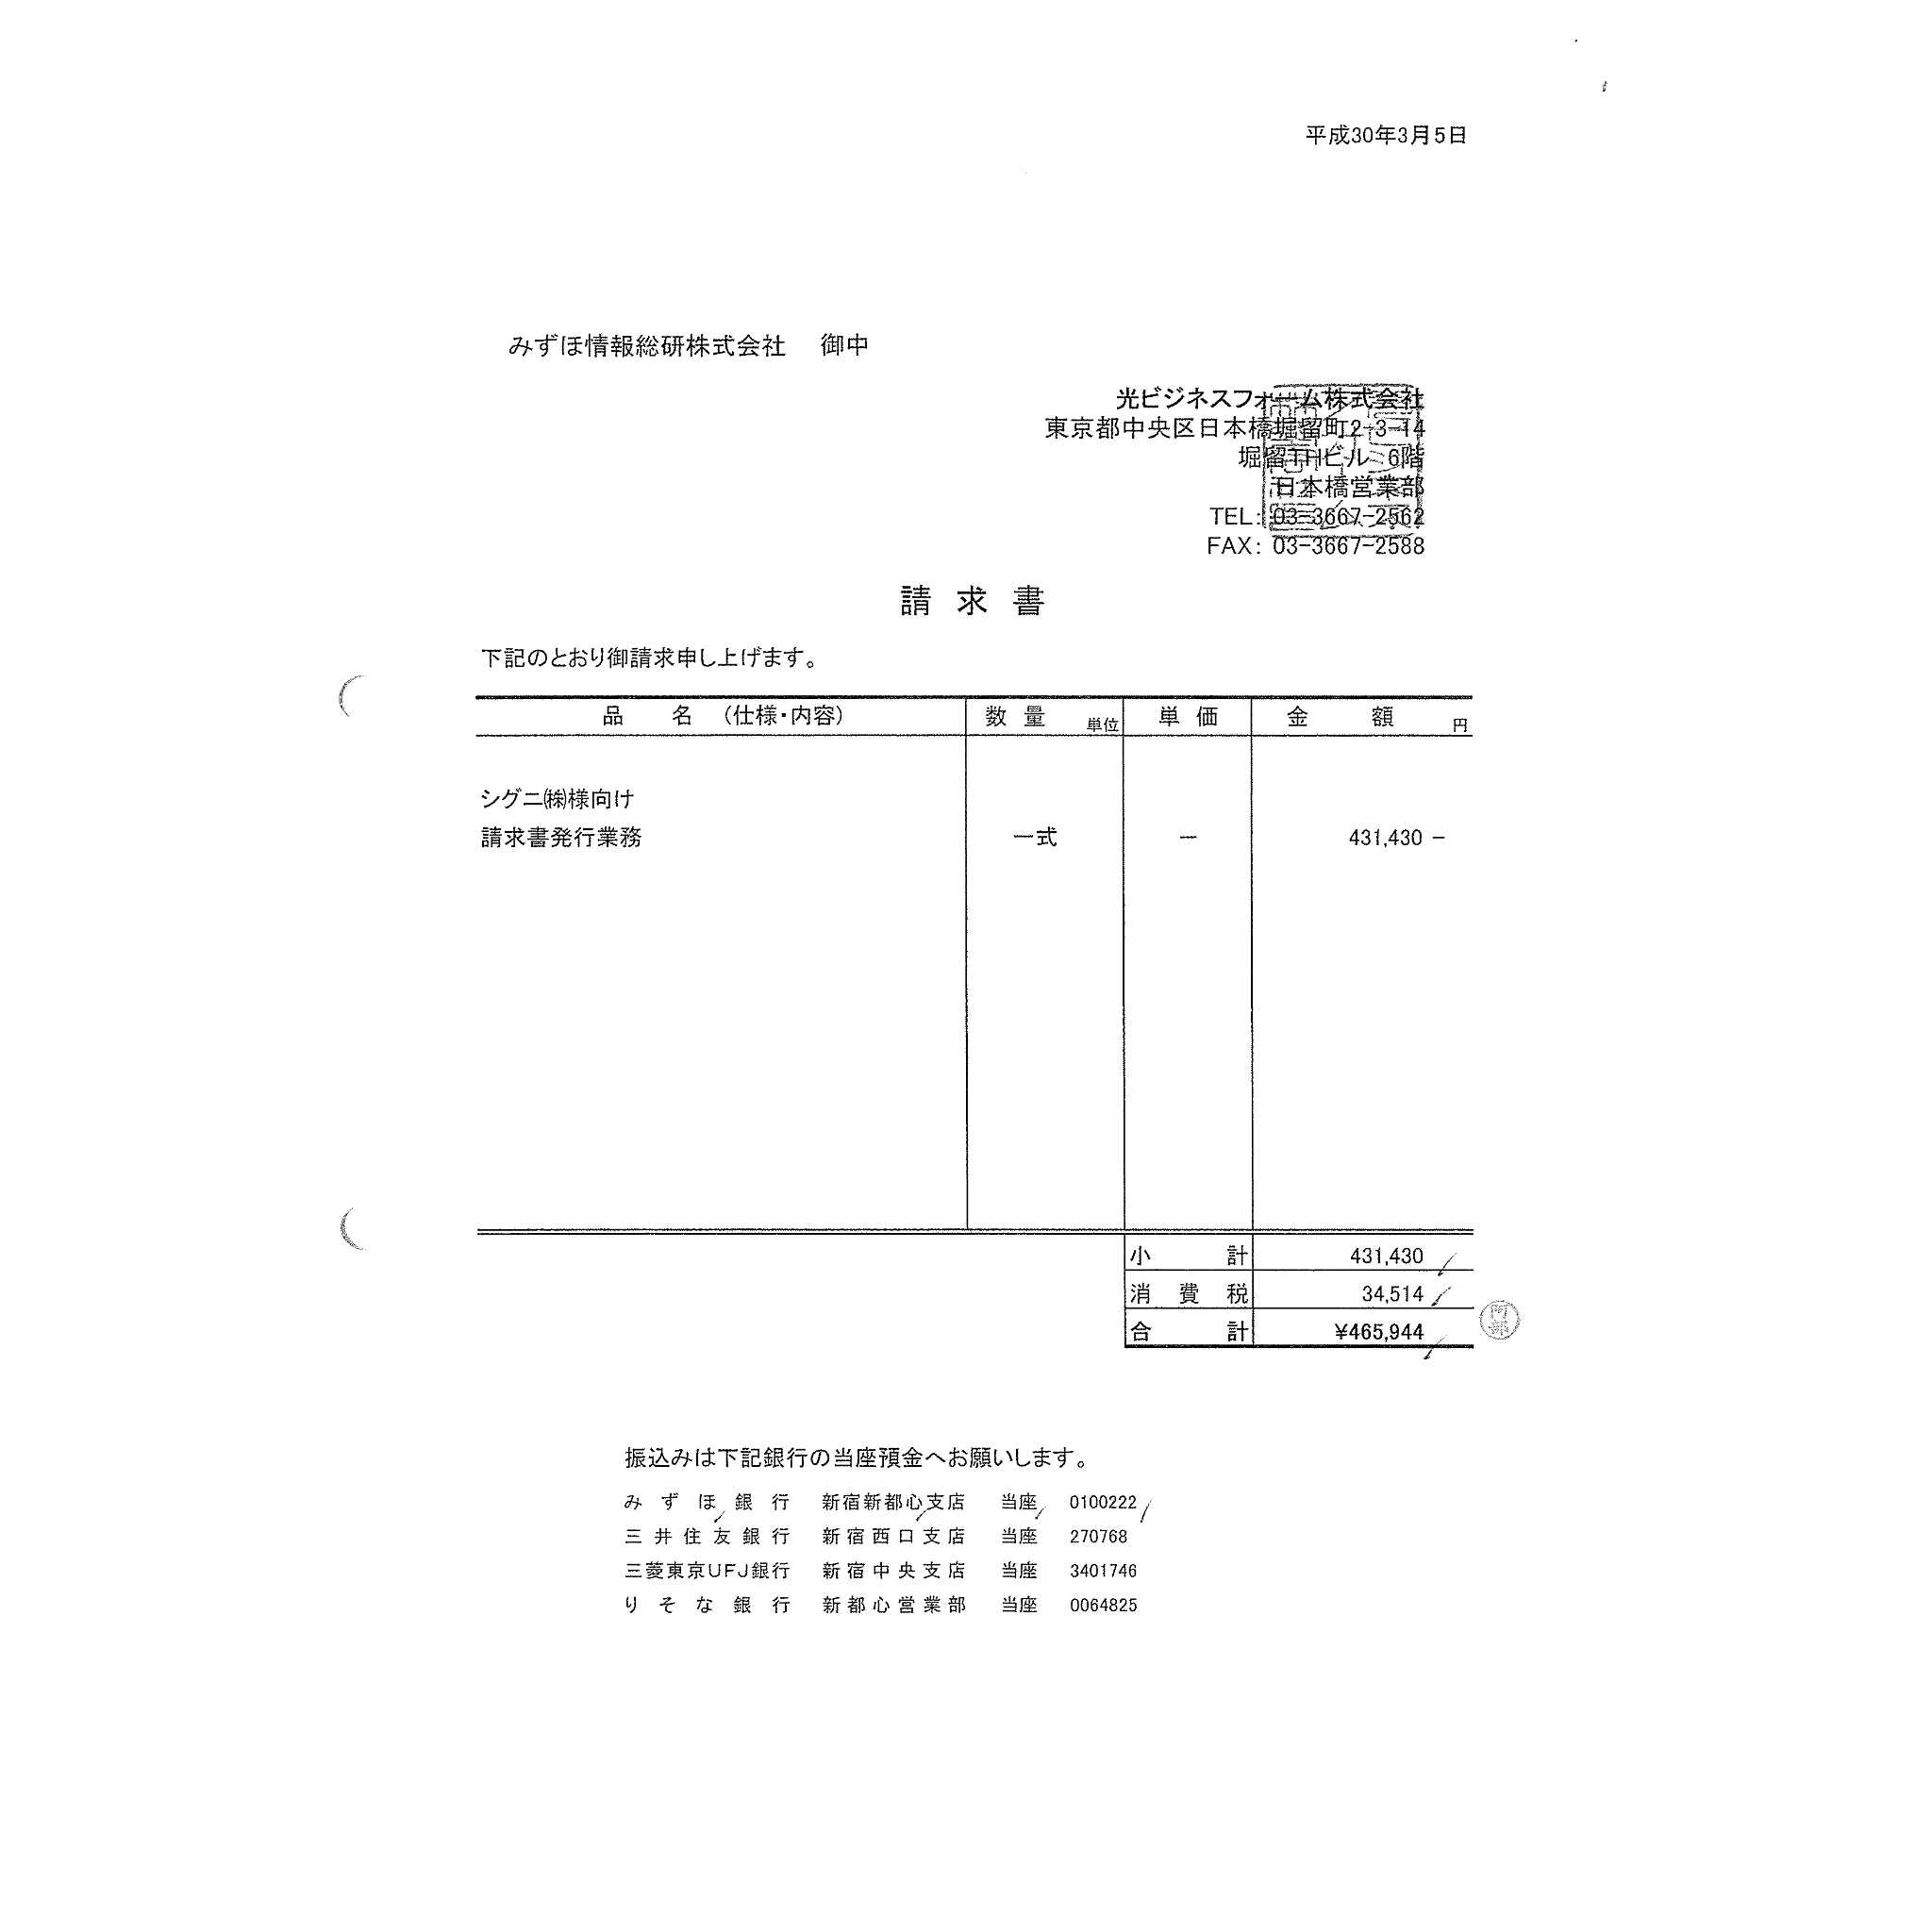 平成30年3月5日
みずほ情報総研株式会社 御中
光ビジネスフォーム株式会社
東京都中央区日本橋堀留町2-3-14
堀留THビル 6階
日本橋営業部
TEL: 03-3667-2562
FAX: 03-3667-2588
請求書
下記のとおり御請求申し上げます。
品 名 (仕様・内容) 数量 単位 単価 金 額 円
シグニ㈱様向け
請求書発行業務 一式 ー 431,430 −
小 計 431,430
消 費 税 34,514
合 計 ¥465,944
阿部
振込みは下記銀行の当座預金へお願いします。
みずほ銀行 新宿新都心支店 当座 0100222
三井住友銀行 新宿西口支店 当座 270768
三菱東京UFJ銀行 新宿中央支店 当座 3401746
りそな銀行 新都心営業部 当座 0064825